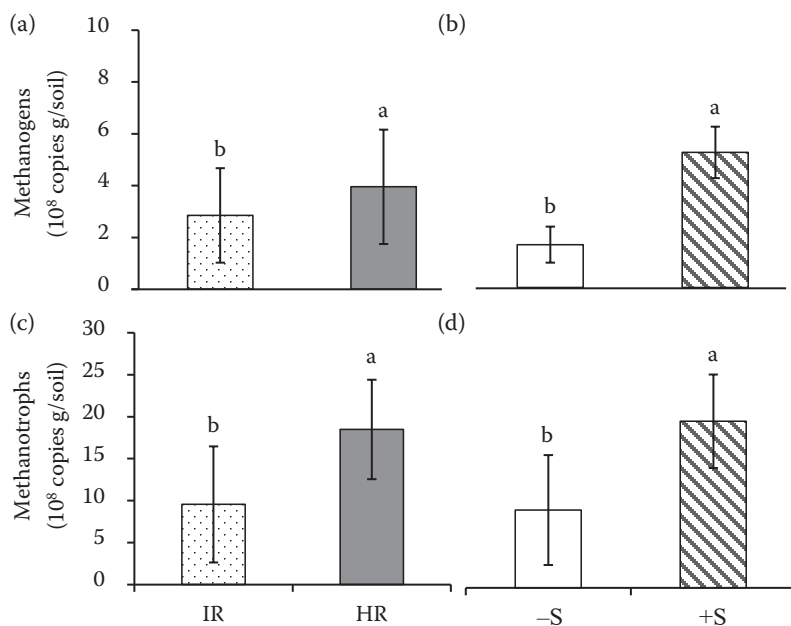 (a)
(b)
Methanogens
(10⁸ copies g/soil)
10
8
6
4
2
0
b
a
b
a
(c)
(d)
Methanotrophs
(10⁸ copies g/soil)
30
25
20
15
10
5
0
b
a
b
a
IR
HR
–S
+S